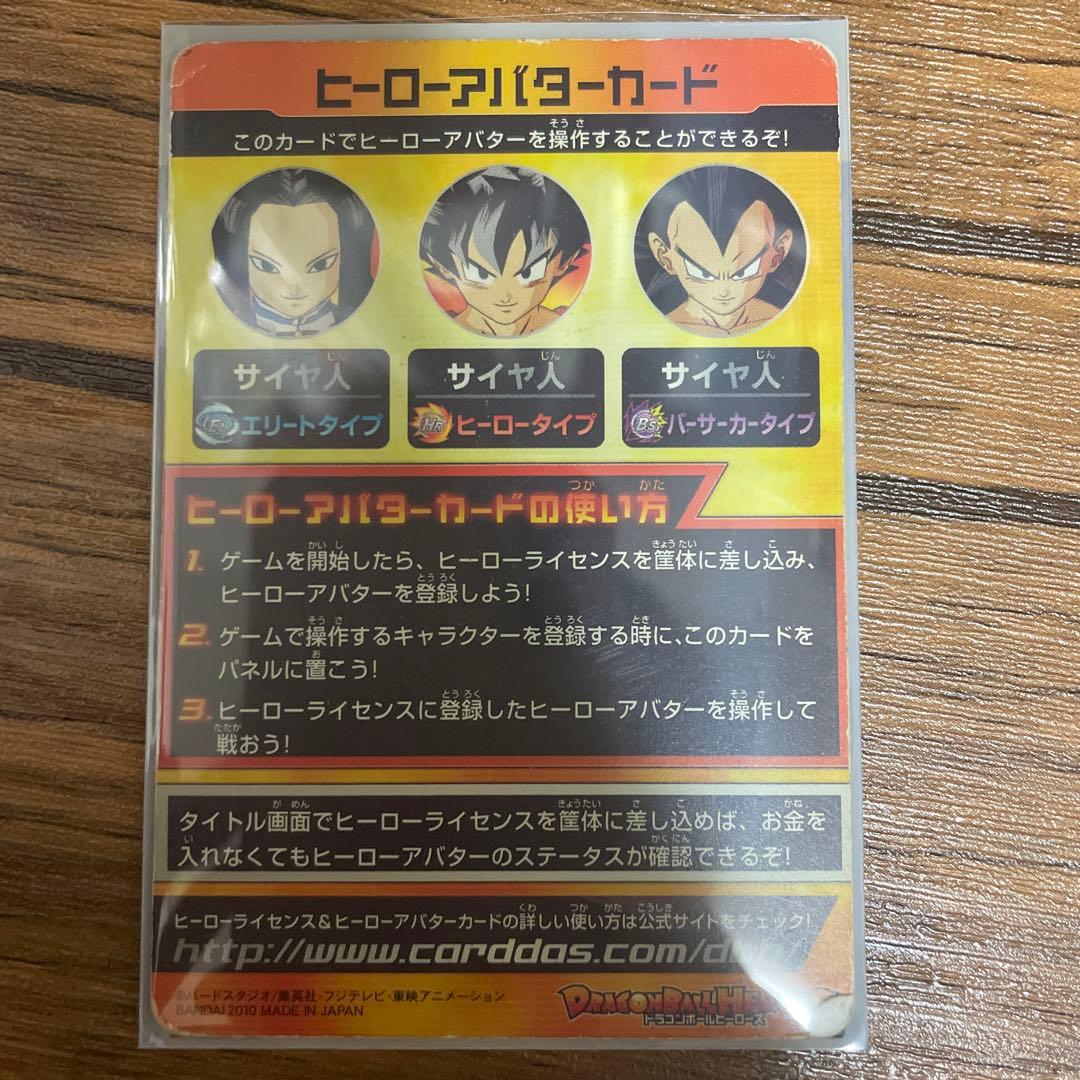 ヒーローアバターカード
このカードでヒーローアバターを操作することができるぞ!
サイヤ人 サイヤ人 サイヤ人
エリートタイプ HR ヒーロータイプ BSr バーサーカータイプ
ヒーローアバターカードの使い方
1. ゲームを開始したら、ヒーローライセンスを筐体に差し込み、
ヒーローアバターを登録しよう!
2. ゲームで操作するキャラクターを登録する時に、このカードを
パネルに置こう!
3. ヒーローライセンスに登録したヒーローアバターを操作して
戦おう!
タイトル画面でヒーローライセンスを筐体に差し込めば、お金を
入れなくてもヒーローアバターのステータスが確認できるぞ!
ヒーローライセンス&ヒーローアバターカードの詳しい使い方は公式サイトをチェック!
http://www.carddas.com/
©バードスタジオ/集英社・フジテレビ・東映アニメーション
BANDAI 2010 MADE IN JAPAN
DRAGONBALL
ドラゴンボールヒーローズ